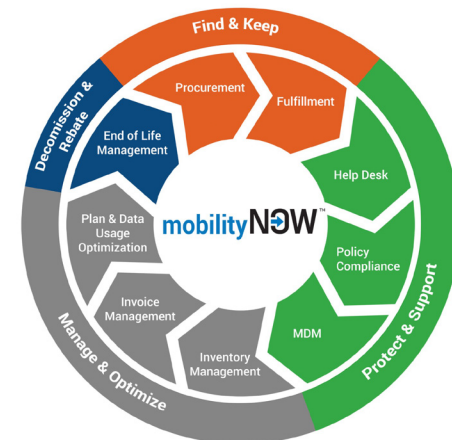 Find & Keep
Procurement
Fulfillment
Help Desk
Policy
Compliance
MDM
Protect & Support
Inventory
Management
Invoice
Management
Plan & Data
Usage
Optimization
Manage & Optimize
End of Life
Management
Decomission &
Rebate
mobilityNOW™